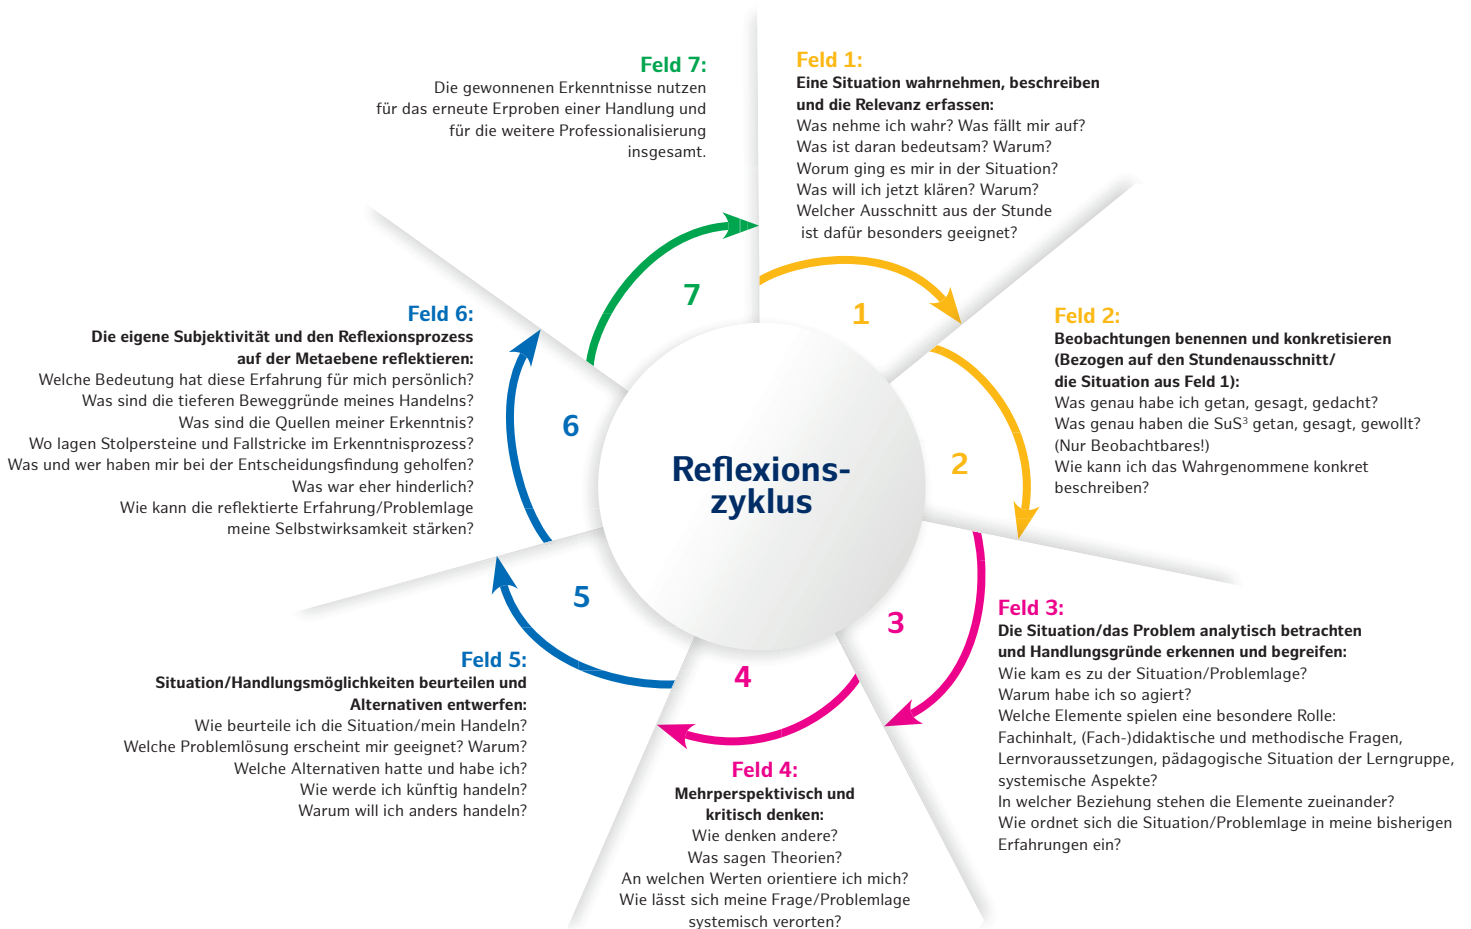 Feld 1:
Eine Situation wahrnehmen, beschreiben
und die Relevanz erfassen:
Was nehme ich wahr? Was fällt mir auf?
Was ist daran bedeutsam? Warum?
Worum ging es mir in der Situation?
Was will ich jetzt klären? Warum?
Welcher Ausschnitt aus der Stunde
ist dafür besonders geeignet?
Feld 2:
Beobachtungen benennen und konkretisieren
(Bezogen auf den Stundenausschnitt/
die Situation aus Feld 1):
Was genau habe ich getan, gesagt, gedacht?
Was genau haben die SuS³ getan, gesagt, gewollt?
(Nur Beobachtbares!)
Wie kann ich das Wahrgenommene konkret
beschreiben?
Feld 3:
Die Situation/das Problem analytisch betrachten
und Handlungsgründe erkennen und begreifen:
Wie kam es zu der Situation/Problemlage?
Warum habe ich so agiert?
Welche Elemente spielen eine besondere Rolle:
Fachinhalt, (Fach-)didaktische und methodische Fragen,
Lernvoraussetzungen, pädagogische Situation der Lerngruppe,
systemische Aspekte?
In welcher Beziehung stehen die Elemente zueinander?
Wie ordnet sich die Situation/Problemlage in meine bisherigen
Erfahrungen ein?
Feld 4:
Mehrperspektivisch und
kritisch denken:
Wie denken andere?
Was sagen Theorien?
An welchen Werten orientiere ich mich?
Wie lässt sich meine Frage/Problemlage
systemisch verorten?
Feld 5:
Situation/Handlungsmöglichkeiten beurteilen und
Alternativen entwerfen:
Wie beurteile ich die Situation/mein Handeln?
Welche Problemlösung erscheint mir geeignet? Warum?
Welche Alternativen hatte und habe ich?
Wie werde ich künftig handeln?
Warum will ich anders handeln?
Feld 6:
Die eigene Subjektivität und den Reflexionsprozess
auf der Metaebene reflektieren:
Welche Bedeutung hat diese Erfahrung für mich persönlich?
Was sind die tieferen Beweggründe meines Handelns?
Was sind die Quellen meiner Erkenntnis?
Wo lagen Stolpersteine und Fallstricke im Erkenntnisprozess?
Was und wer haben mir bei der Entscheidungsfindung geholfen?
Was war eher hinderlich?
Wie kann die reflektierte Erfahrung/Problemlage
meine Selbstwirksamkeit stärken?
Feld 7:
Die gewonnenen Erkenntnisse nutzen
für das erneute Erproben einer Handlung und
für die weitere Professionalisierung
insgesamt.
1
2
3
4
5
6
7
Reflexions-
zyklus